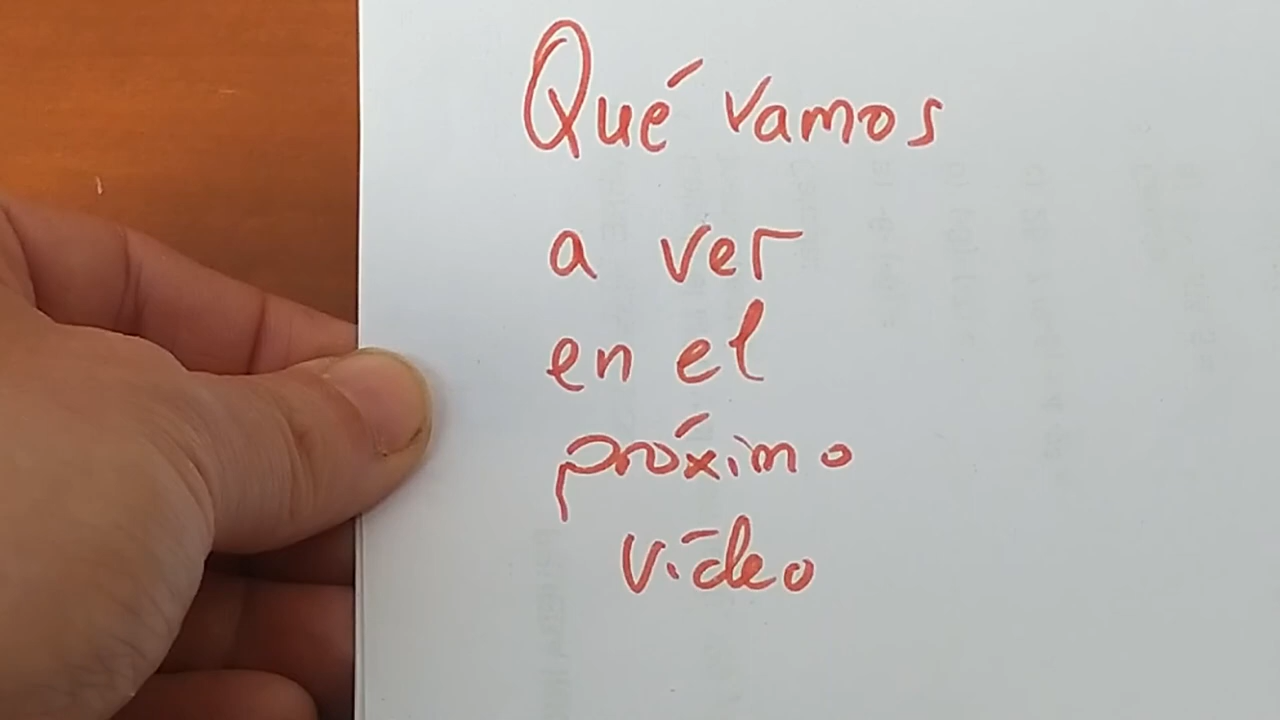 Qué vamos
a ver
en el
próximo
vídeo